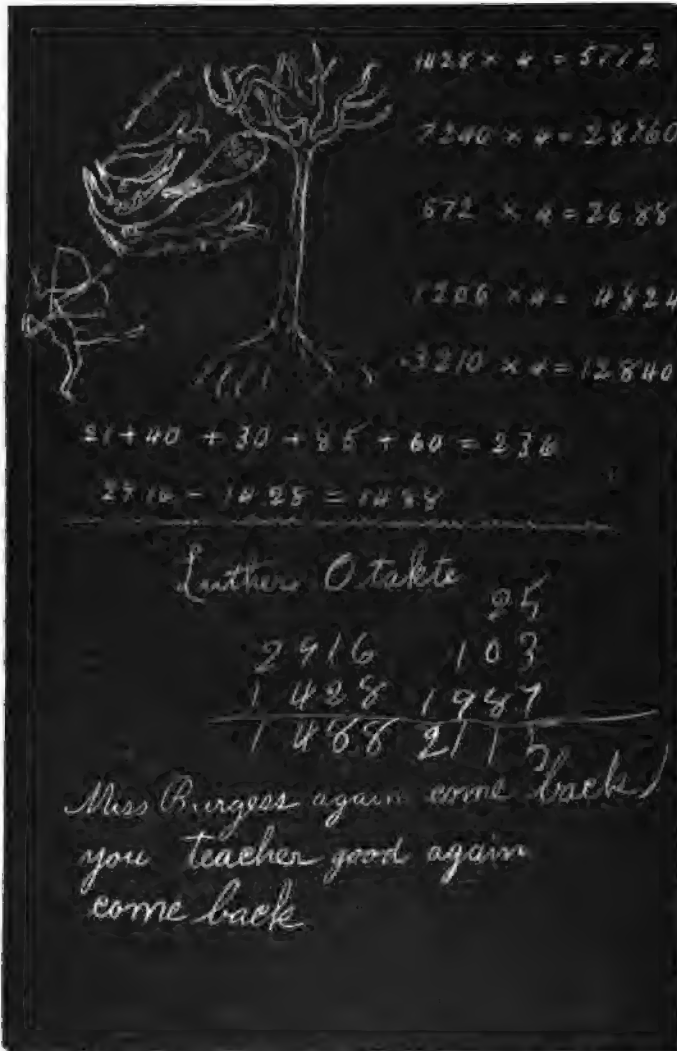 1428 × 4 = 5712
7240 × 4 = 28960
672 × 4 = 2688
1206 × 4 = 4824
3210 × 4 = 12840
21 + 40 + 30 + 85 + 60 = 236
2916 - 1428 = 1488
Luther Otakte
25
2916 103
1428 1987
1488 2115
Miss Burgess again come back
you teacher good again
come back